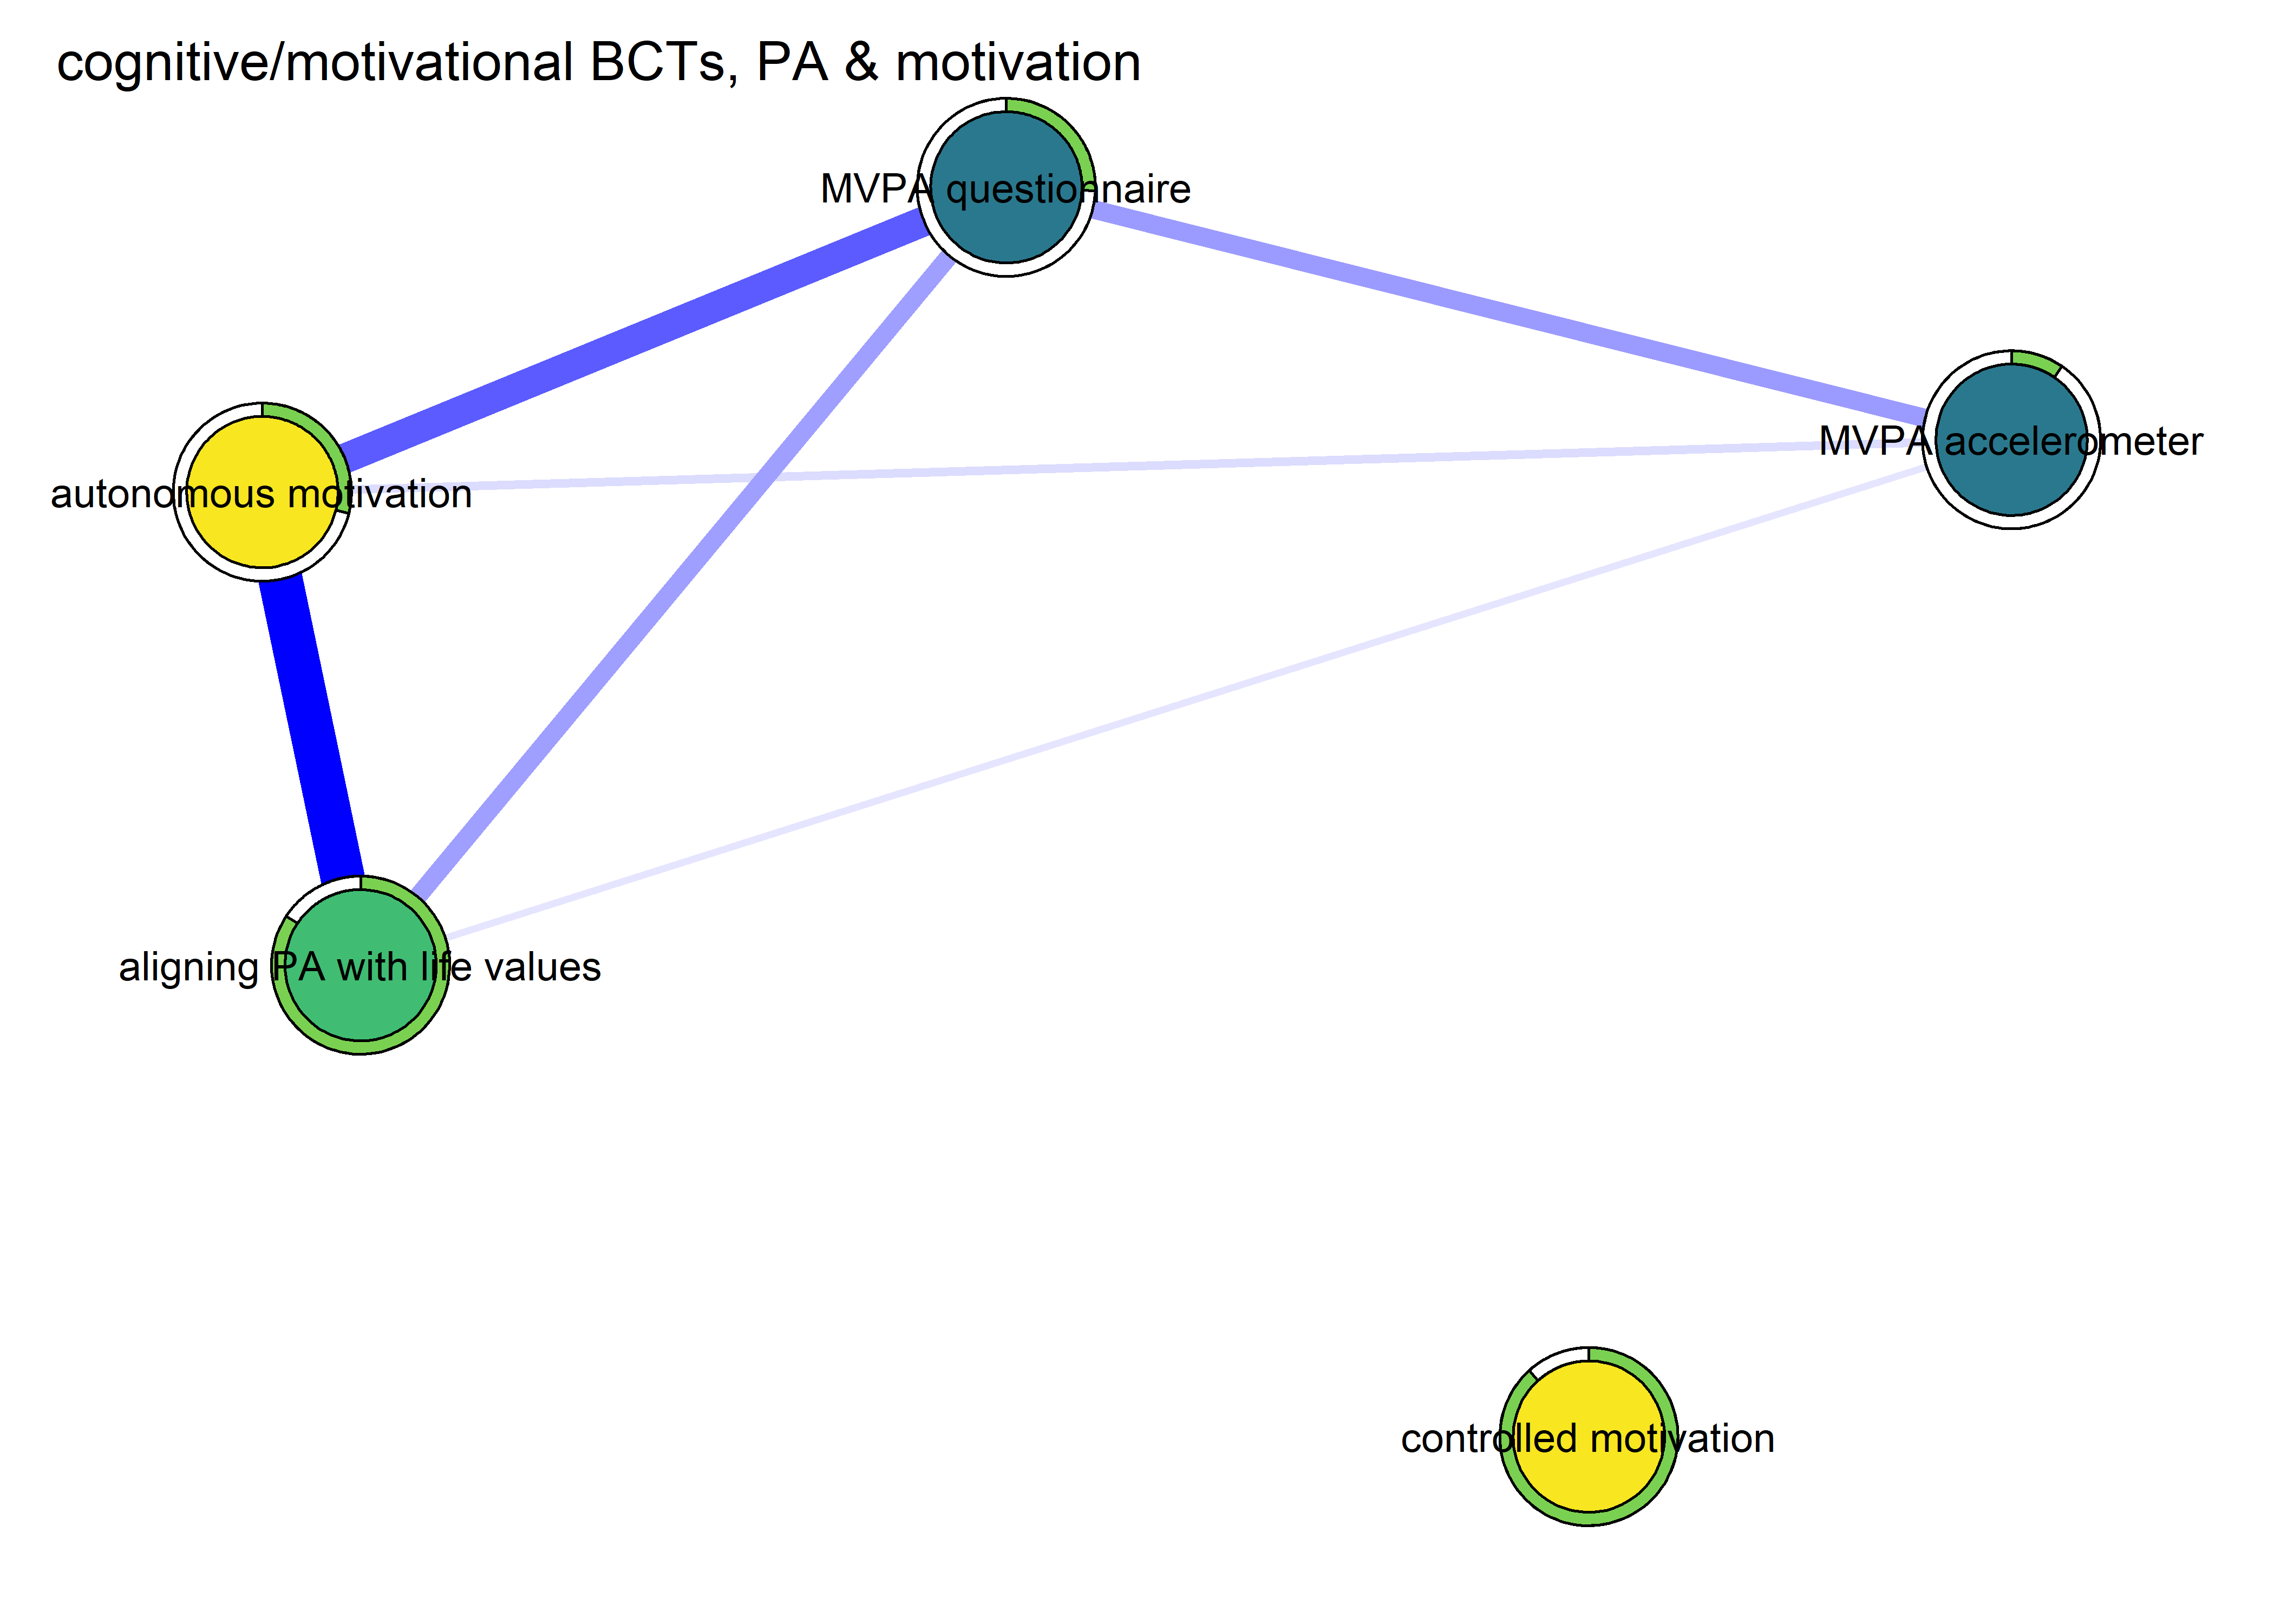 cognitive/motivational BCTs, PA & motivation
MVPA questionnaire
MVPA accelerometer
autonomous motivation
aligning PA with life values
controlled motivation